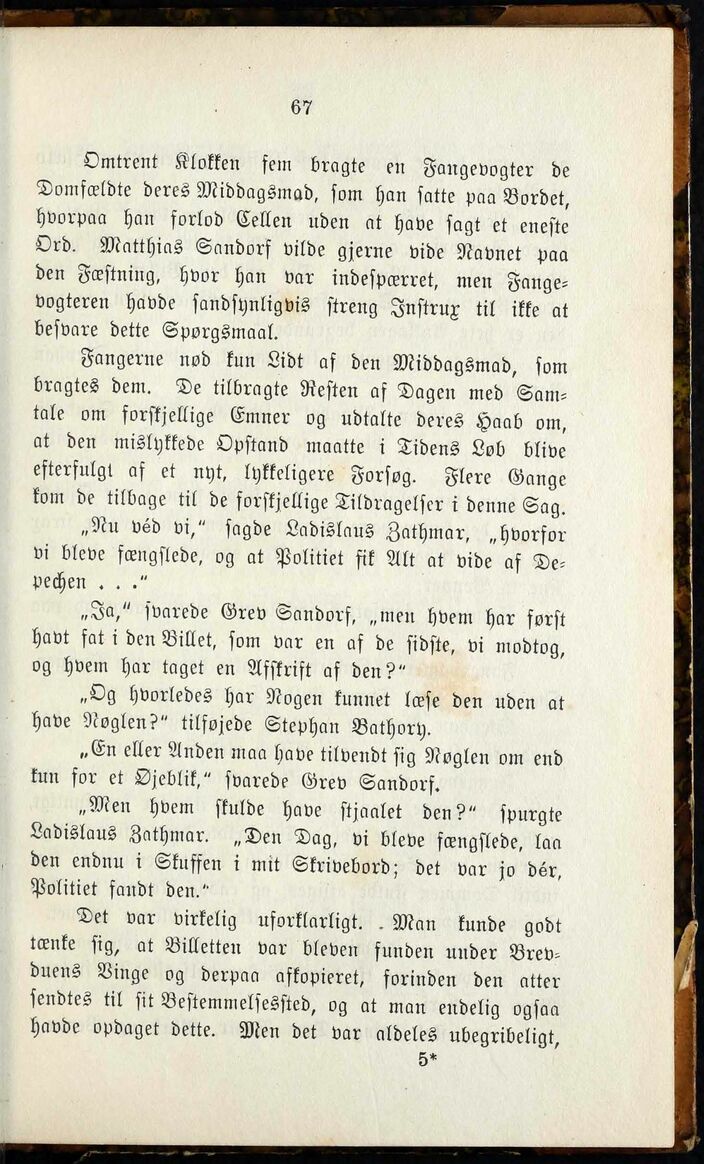 67
Omtrent Klokken fem bragte en Fangevogter de
Domfældte deres Middagsmad, som han satte paa Bordet,
hvorpaa han forlod Cellen uden at have sagt et eneste
Ord. Matthias Sandorf vilde gjerne vide Navnet paa
den Fæstning, hvor han var indespærret, men Fange-
vogteren havde sandsynligvis streng Instrux til ikke at
besvare dette Spørgsmaal.
Fangerne nød kun Lidt af den Middagsmad, som
bragtes dem. De tilbragte Resten af Dagen med Sam-
tale om forskjellige Emner og udtalte deres Haab om,
at den mislykkede Opstand maatte i Tidens Løb blive
efterfulgt af et nyt, lykkeligere Forsøg. Flere Gange
kom de tilbage til de forskjellige Tildragelser i denne Sag.
„Nu véd vi,“ sagde Ladislaus Zathmar, „hvorfor
vi bleve fængslede, og at Politiet fik Alt at vide af De-
pechen . . .“
„Ja,“ svarede Grev Sandorf, „men hvem har først
havt fat i den Billet, som var en af de sidste, vi modtog,
og hvem har taget en Afskrift af den?“
„Og hvorledes har Nogen kunnet læse den uden at
have Nøglen?“ tilføjede Stephan Bathory.
„En eller Anden maa have tilvendt sig Nøglen om end
kun for et Øjeblik,“ svarede Grev Sandorf.
„Men hvem skulde have stjaalet den?“ spurgte
Ladislaus Zathmar. „Den Dag, vi bleve fængslede, laa
den endnu i Skuffen i mit Skrivebord; det var jo dér,
Politiet fandt den.“
Det var virkelig uforklarligt. Man kunde godt
tænke sig, at Billetten var bleven funden under Brev-
duens Vinge og derpaa afkopieret, forinden den atter
sendtes til sit Bestemmelsessted, og at man endelig ogsaa
havde opdaget dette. Men det var aldeles ubegribeligt,
5*